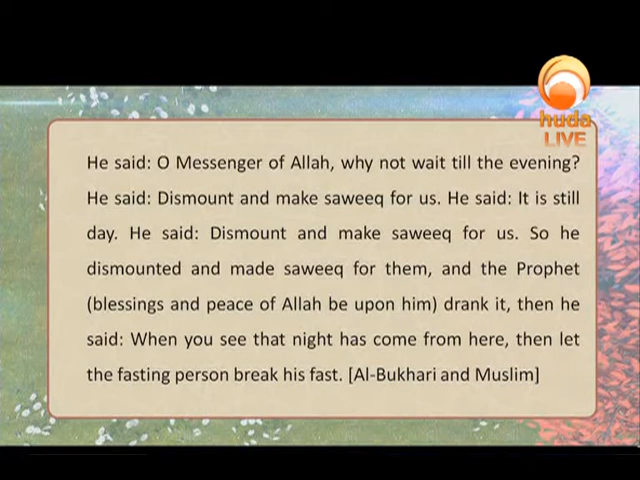 huda
LIVE
He said: O Messenger of Allah, why not wait till the evening?
He said: Dismount and make saweeq for us. He said: It is still
day. He said: Dismount and make saweeq for us. So he
dismounted and made saweeq for them, and the Prophet
(blessings and peace of Allah be upon him) drank it, then he
said: When you see that night has come from here, then let
the fasting person break his fast. [Al-Bukhari and Muslim]